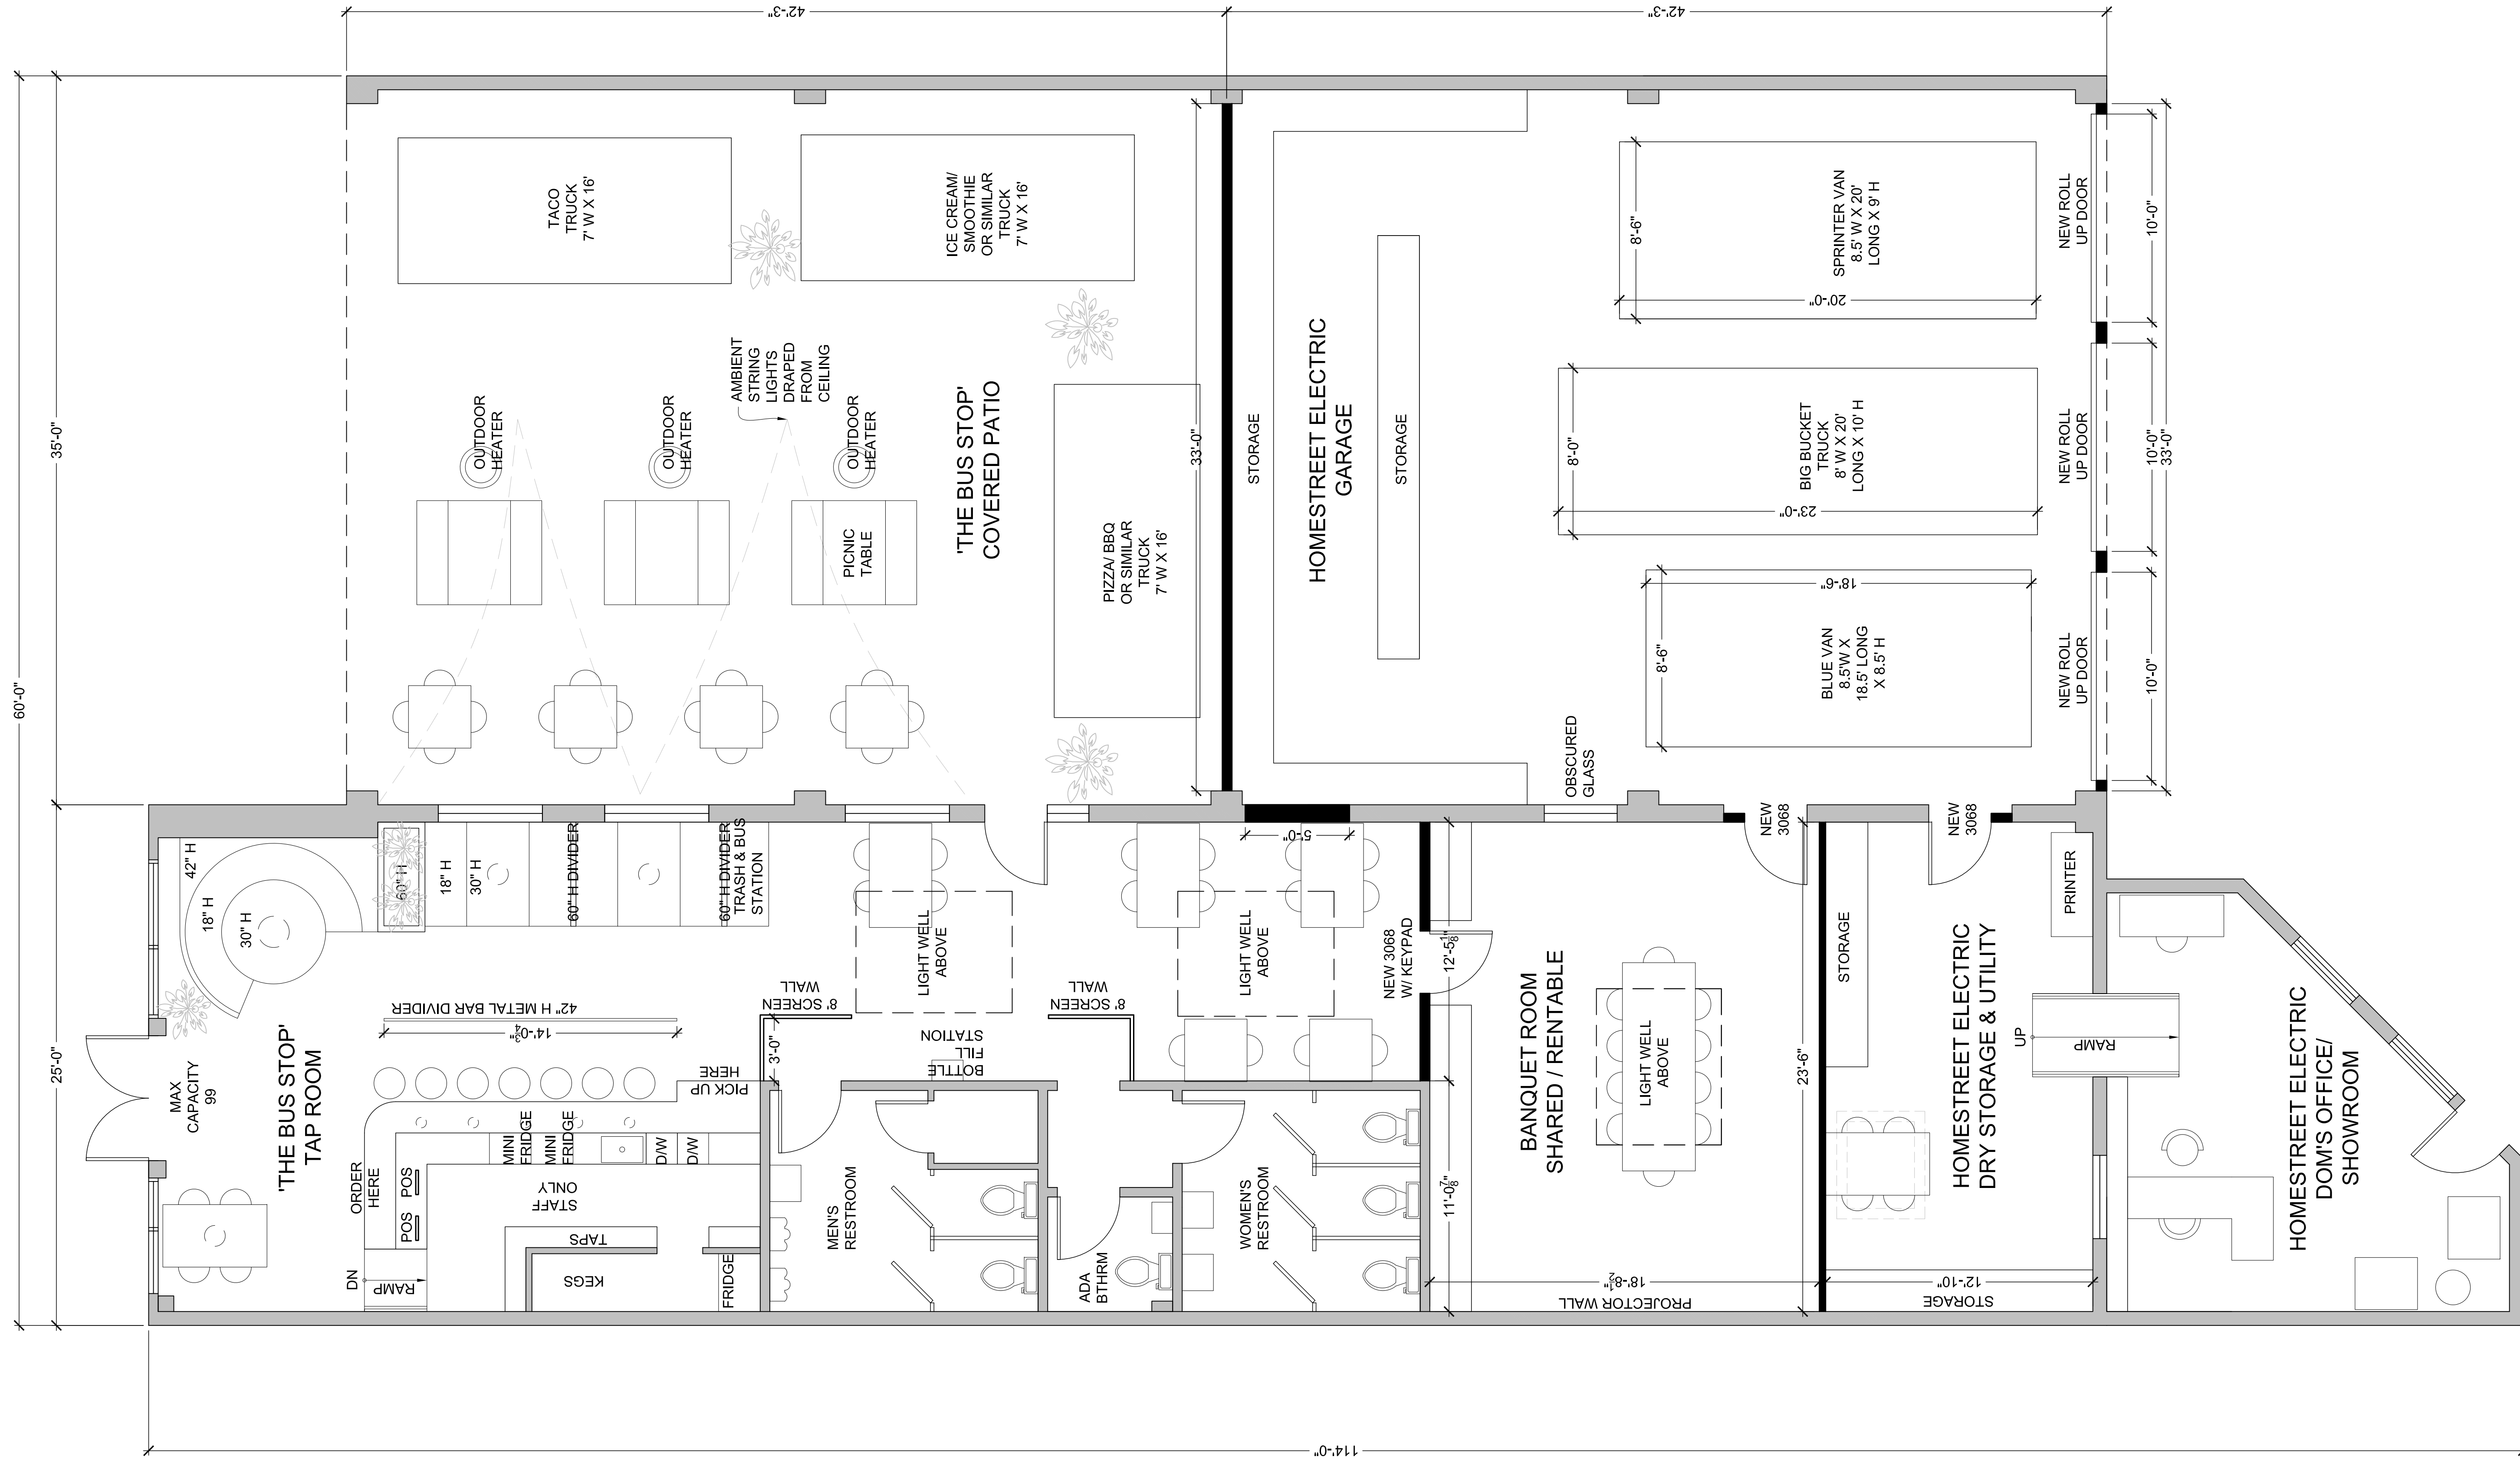 42'-3"
42'-3"
60'-0"
35'-0"
25'-0"
TACO
TRUCK
7' W X 16'
ICE CREAM/
SMOOTHIE
OR SIMILAR
TRUCK
7' W X 16'
AMBIENT
STRING
LIGHTS
DRAPED
FROM
CEILING
OUTDOOR
HEATER
OUTDOOR
HEATER
OUTDOOR
HEATER
PICNIC
TABLE
'THE BUS STOP'
COVERED PATIO
PIZZA/ BBQ
OR SIMILAR
TRUCK
7' W X 16'
33'-0"
STORAGE
HOMESTREET ELECTRIC
GARAGE
STORAGE
SPRINTER VAN
8.5' W X 20'
LONG X 9' H
8'-6"
20'-0"
BIG BUCKET
TRUCK
8' W X 20'
LONG X 10' H
8'-0"
23'-0"
BLUE VAN
8.5'W X
18.5' LONG
X 8.5' H
8'-6"
18'-6"
NEW ROLL
UP DOOR
NEW ROLL
UP DOOR
NEW ROLL
UP DOOR
10'-0"
10'-0"
10'-0"
33'-0"
OBSCURED
GLASS
NEW
3068
NEW
3068
42" H
18" H
30" H
60" H
18" H
30" H
60" H DIVIDER
60" H DIVIDER
TRASH & BUS
STATION
LIGHT WELL
ABOVE
LIGHT WELL
ABOVE
5'-0"
NEW 3068
W/ KEYPAD
12'-5 1/8"
42" H METAL BAR DIVIDER
14'-0 3/4"
8' SCREEN
WALL
8' SCREEN
WALL
3'-0"
BOTTLE
FILL
STATION
'THE BUS STOP'
TAP ROOM
MAX
CAPACITY
99
ORDER
HERE
PICK UP
HERE
POS
POS
MINI
FRIDGE
MINI
FRIDGE
D/W
D/W
STAFF
ONLY
TAPS
KEGS
FRIDGE
DN
RAMP
MEN'S
RESTROOM
ADA
BTHRM
WOMEN'S
RESTROOM
11'-0 7/8"
BANQUET ROOM
SHARED / RENTABLE
LIGHT WELL
ABOVE
23'-6"
18'-8 1/2"
PROJECTOR WALL
STORAGE
HOMESTREET ELECTRIC
DRY STORAGE & UTILITY
PRINTER
UP
RAMP
12'-10"
STORAGE
HOMESTREET ELECTRIC
DOM'S OFFICE/
SHOWROOM
114'-0"